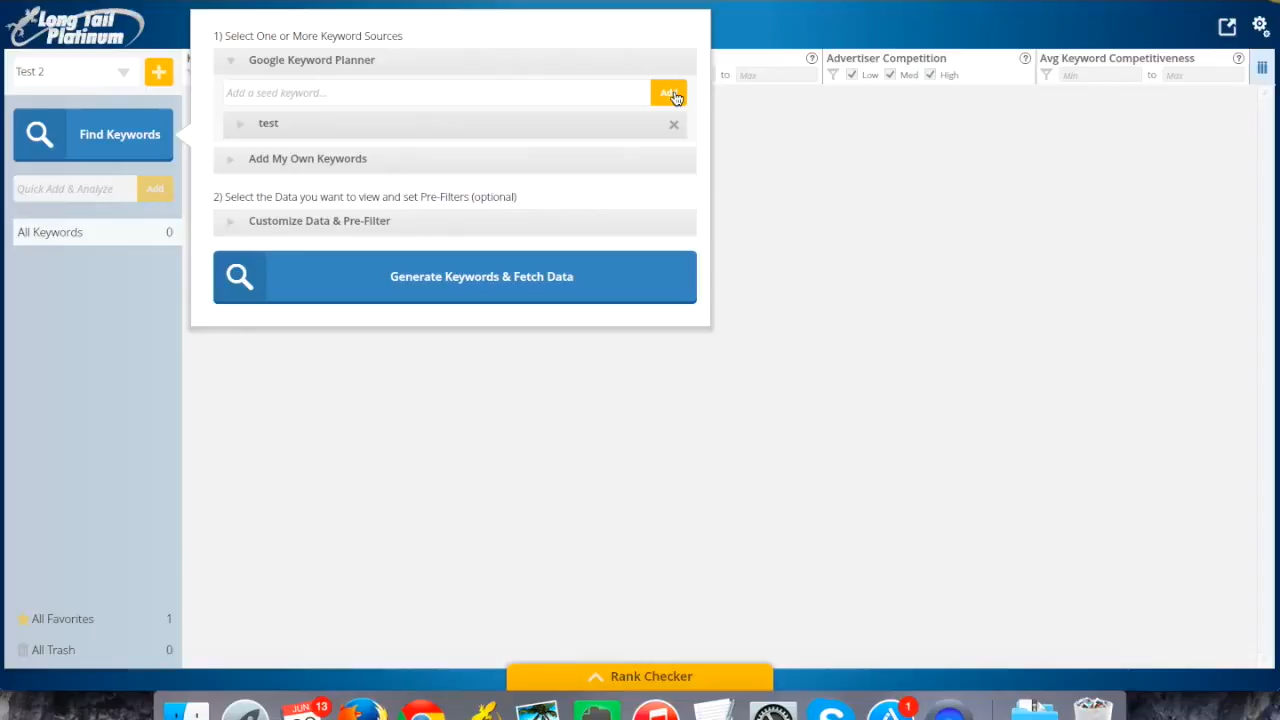 Long Tail
Platinum
Test 2
Find Keywords
Quick Add & Analyze
Add
All Keywords 0
All Favorites 1
All Trash 0
1) Select One or More Keyword Sources
Google Keyword Planner
Add a seed keyword...
Add
test
Add My Own Keywords
2) Select the Data you want to view and set Pre-Filters (optional)
Customize Data & Pre-Filter
Generate Keywords & Fetch Data
to Max
Advertiser Competition
Low Med High
Avg Keyword Competitiveness
Min to Max
Rank Checker
JUN 13
1